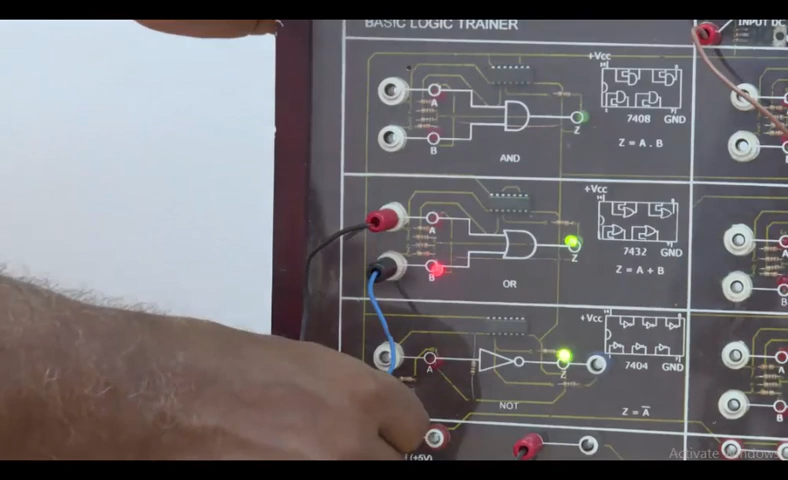 BASIC LOGIC TRAINER
INPUT DC
A
B
Z
AND
+Vcc
7408
GND
Z = A . B
A
B
Z
OR
+Vcc
7432
GND
Z = A + B
A
Z
NOT
+Vcc
7404
GND
Z = A̅
(+5V)
A
B
A
B
A
B
Activate Windows